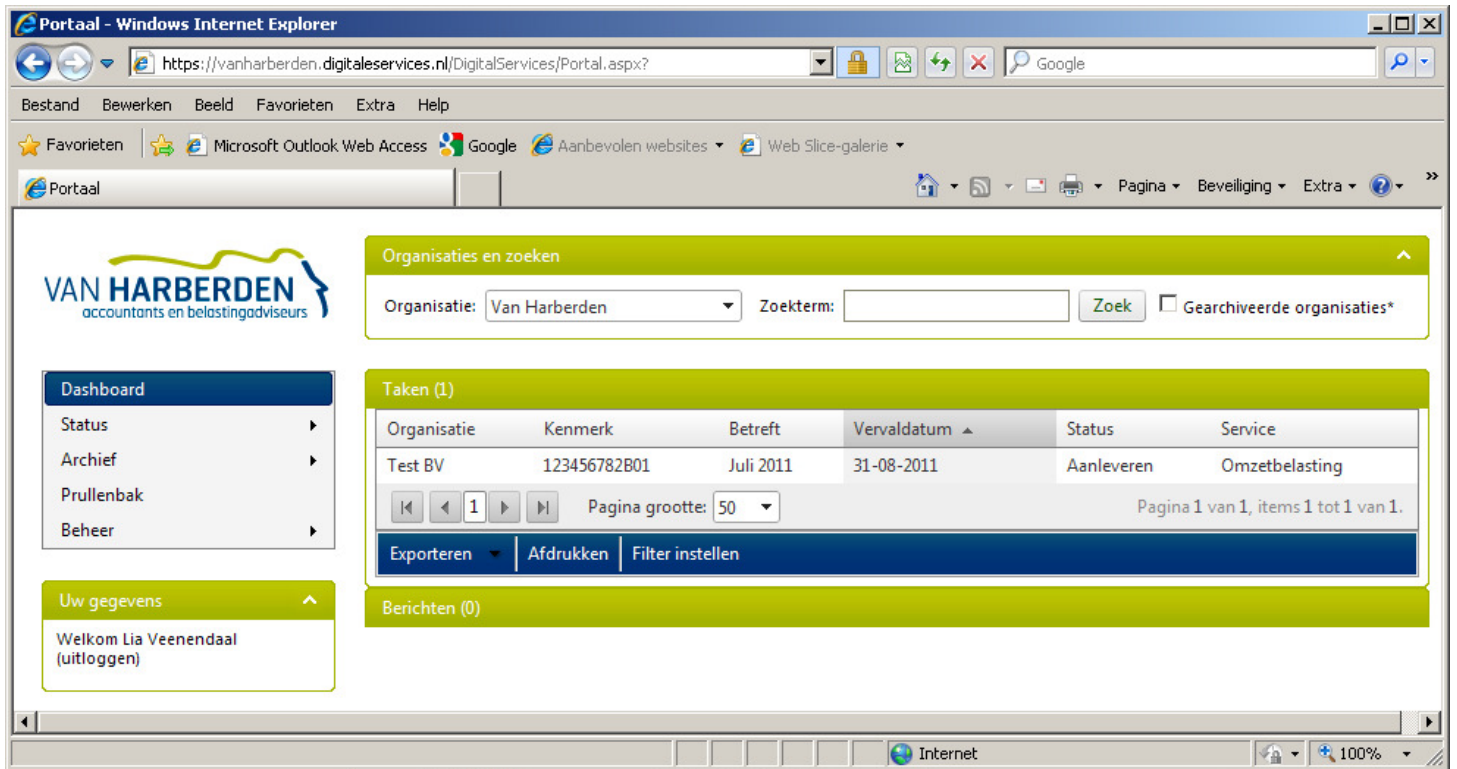 Portaal - Windows Internet Explorer
https://vanharberden.digitaleservices.nl/DigitalServices/Portal.aspx?
Google
Bestand Bewerken Beeld Favorieten Extra Help
Favorieten Microsoft Outlook Web Access Google Aanbevolen websites Web Slice-galerie
Portaal Pagina Beveiliging Extra
VAN HARBERDEN
accountants en belastingadviseurs
Organisaties en zoeken
Organisatie: Van Harberden Zoekterm: Zoek Gearchiveerde organisaties*
Dashboard
Status
Archief
Prullenbak
Beheer
Uw gegevens
Welkom Lia Veenendaal
(uitloggen)
Taken (1)
Organisatie Kenmerk Betreft Vervaldatum Status Service
Test BV 123456782B01 Juli 2011 31-08-2011 Aanleveren Omzetbelasting
1 Pagina grootte: 50 Pagina 1 van 1, items 1 tot 1 van 1.
Exporteren Afdrukken Filter instellen
Berichten (0)
Internet 100%